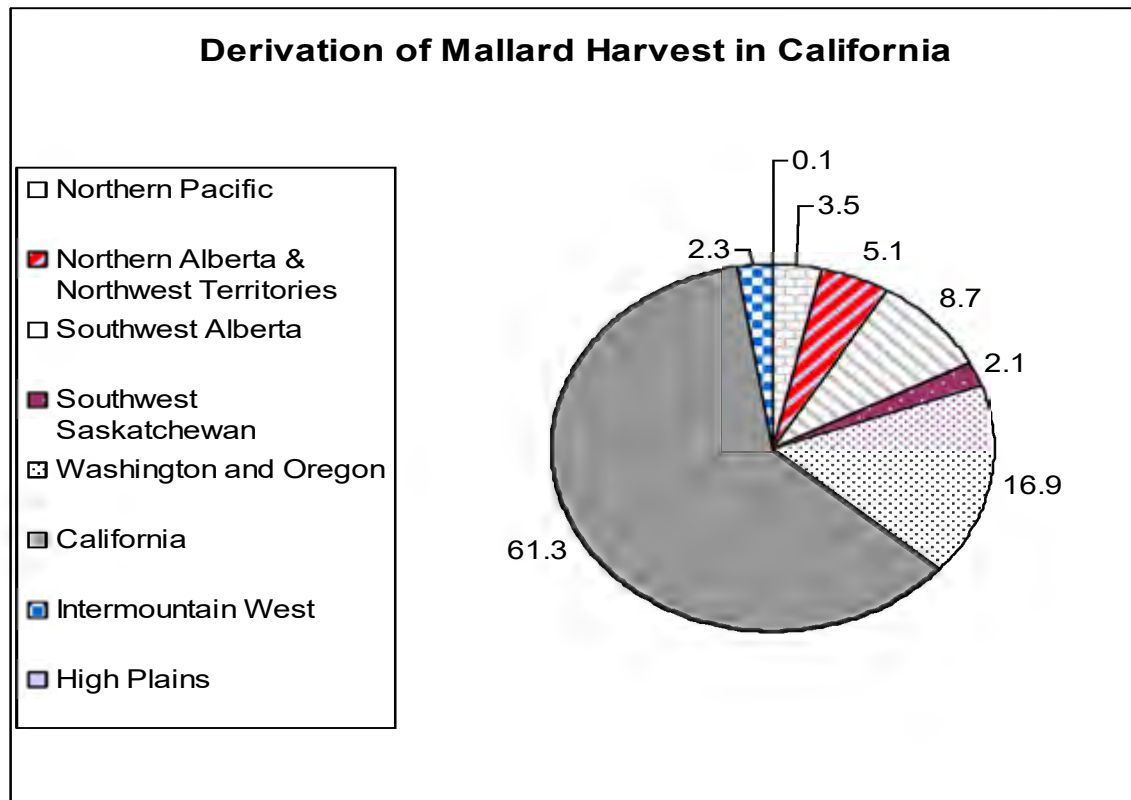 Derivation of Mallard Harvest in California
Northern Pacific
Northern Alberta &
Northwest Territories
Southwest Alberta
Southwest
Saskatchewan
Washington and Oregon
California
Intermountain West
High Plains
0.1
3.5
2.3
5.1
8.7
2.1
16.9
61.3